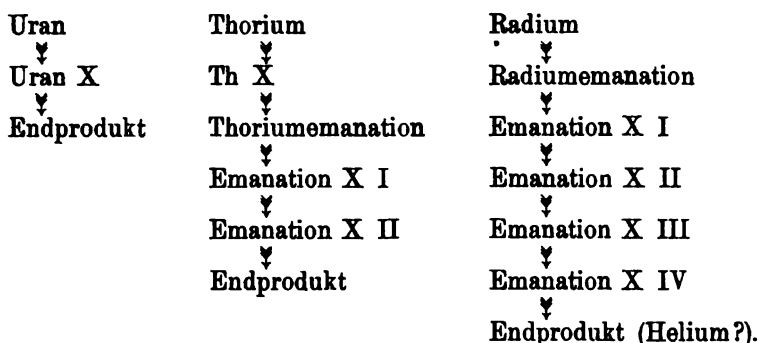 Uran
Uran X
Endprodukt
Thorium
Th X
Thoriumemanation
Emanation X I
Emanation X II
Endprodukt
Radium
Radiumemanation
Emanation X I
Emanation X II
Emanation X III
Emanation X IV
Endprodukt (Helium?).